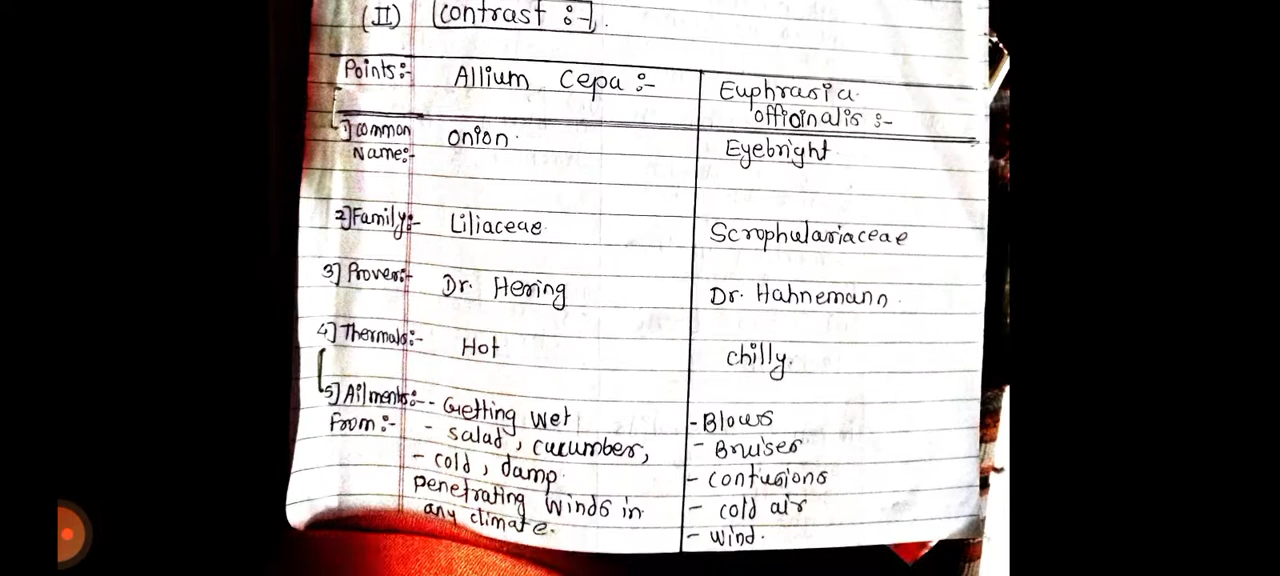 (II) contrast :-
Points:- Allium Cepa :- Euphrasia
officinalis :-
1] Common Onion. Eyebright
Name:-
2] Family:- Liliaceae. Scrophulariaceae
3] Prover:- Dr. Hering Dr. Hahnemann.
4] Thermals:- Hot chilly.
5] Ailments:- - Getting wet - Blows
From:- - salad, cucumber, - Bruises
- cold, damp - contusions
penetrating winds in - cold air
any climate. - wind.